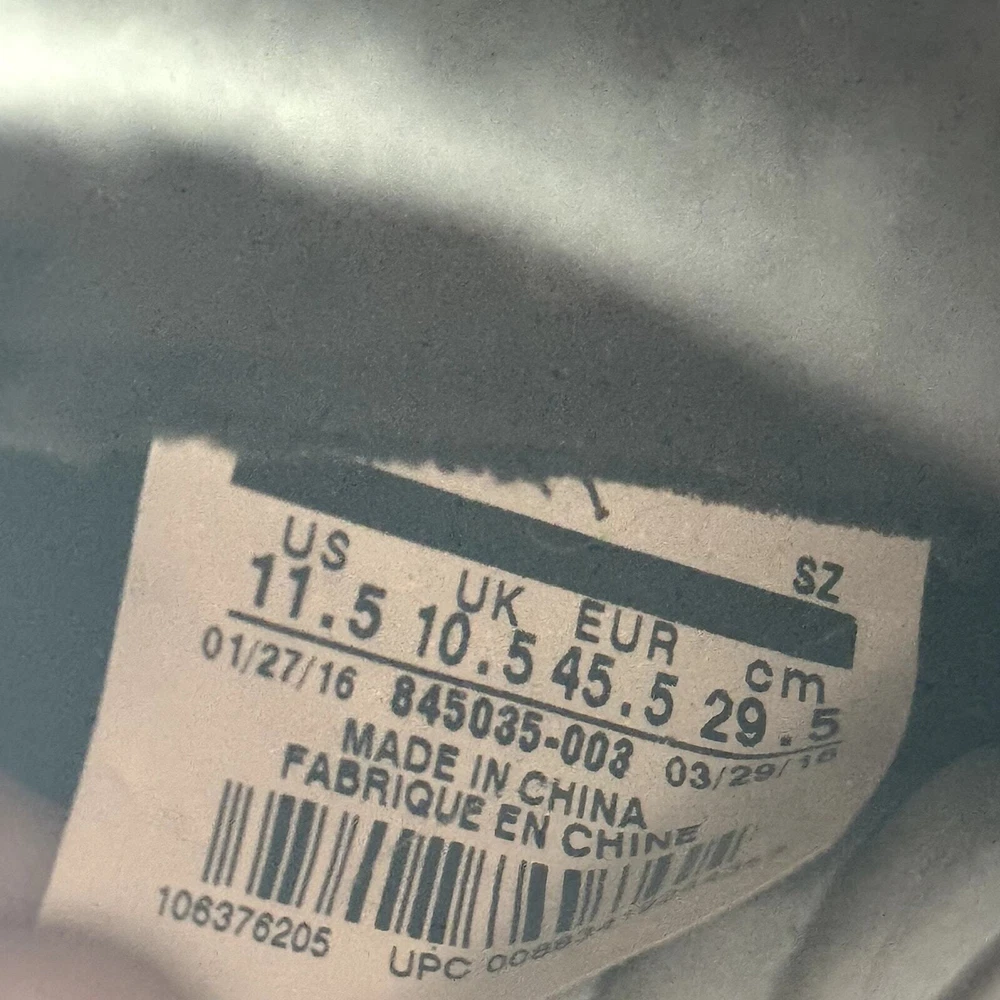 SZ
US UK EUR cm
11.5 10.5 45.5 29.5
01/27/16 845035-003 03/29/16
MADE IN CHINA
FABRIQUE EN CHINE
106376205 UPC